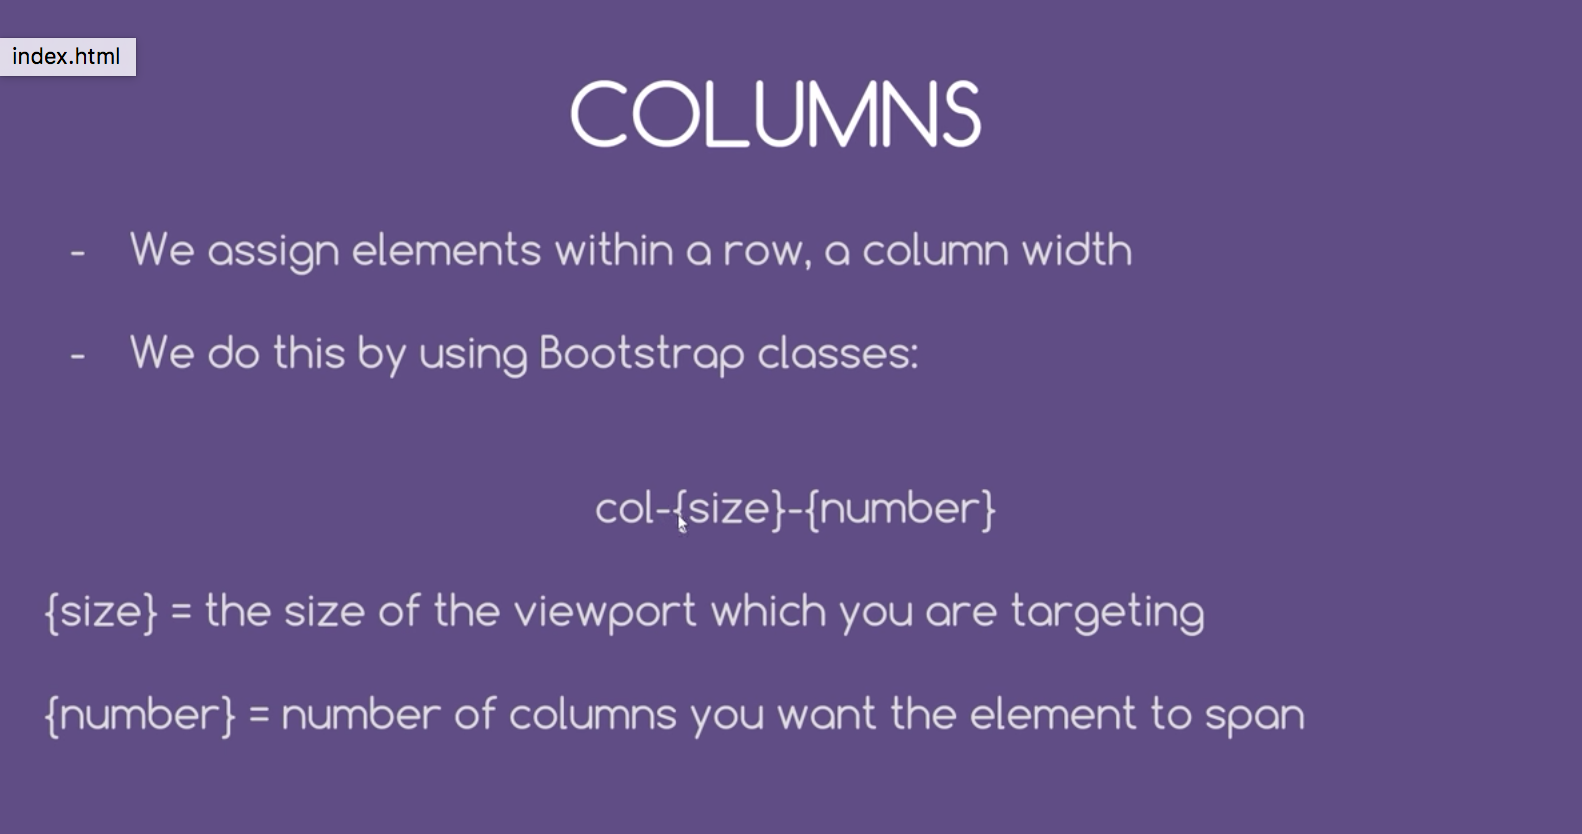 index.html
COLUMNS
- We assign elements within a row, a column width
- We do this by using Bootstrap classes:
col-{size}-{number}
{size} = the size of the viewport which you are targeting
{number} = number of columns you want the element to span